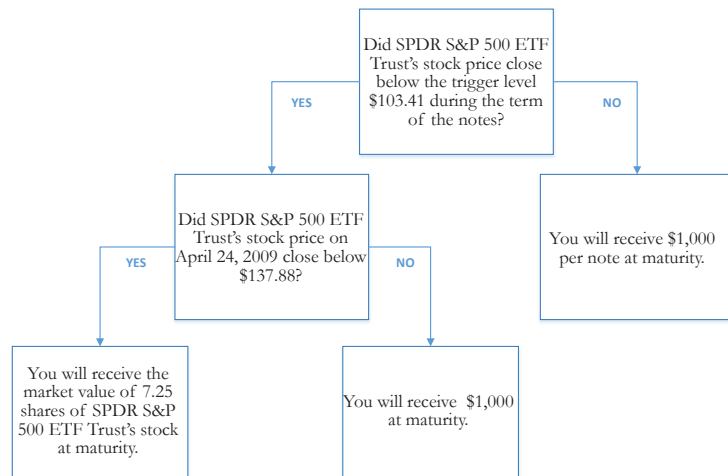 Did SPDR S&P 500 ETF
Trust's stock price close
below the trigger level
$103.41 during the term
of the notes?
YES
NO
Did SPDR S&P 500 ETF
Trust's stock price on
April 24, 2009 close below
$137.88?
You will receive $1,000
per note at maturity.
YES
NO
You will receive the
market value of 7.25
shares of SPDR S&P
500 ETF Trust's stock
at maturity.
You will receive $1,000
at maturity.